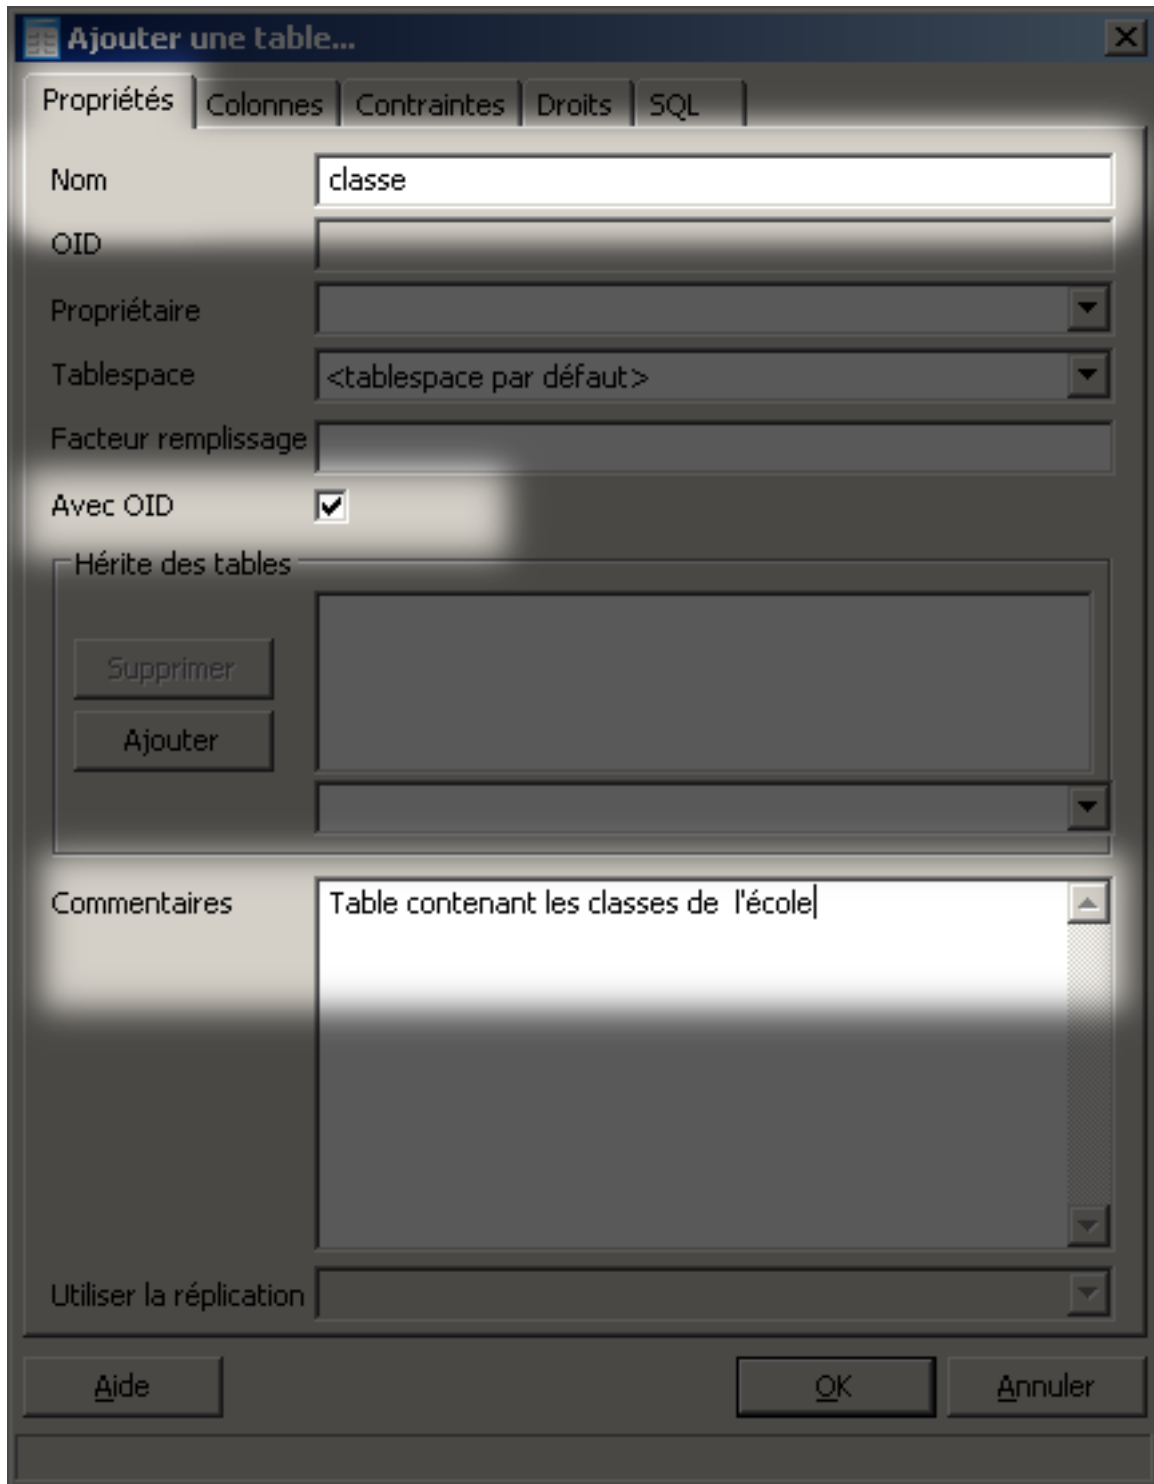 Ajouter une table...
Propriétés Colonnes Contraintes Droits SQL
Nom classe
OID
Propriétaire
Tablespace <tablespace par défaut>
Facteur remplissage
Avec OID
Hérite des tables
Supprimer
Ajouter
Commentaires Table contenant les classes de  l'école
Utiliser la réplication
Aide OK Annuler